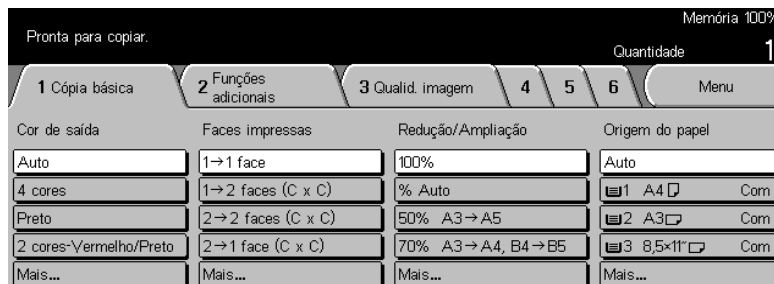 Memória 100%
Pronta para copiar.
Quantidade 1
1 Cópia básica
2 Funções adicionais
3 Qualid. imagem
4
5
6
Menu
Cor de saída
Auto
4 cores
Preto
2 cores-Vermelho/Preto
Mais...
Faces impressas
1→1 face
1→2 faces (C x C)
2→2 faces (C x C)
2→1 face (C x C)
Mais...
Redução/Ampliação
100%
% Auto
50% A3→A5
70% A3→A4, B4→B5
Mais...
Origem do papel
Auto
1 A4 Com
2 A3 Com
3 8,5×11" Com
Mais...